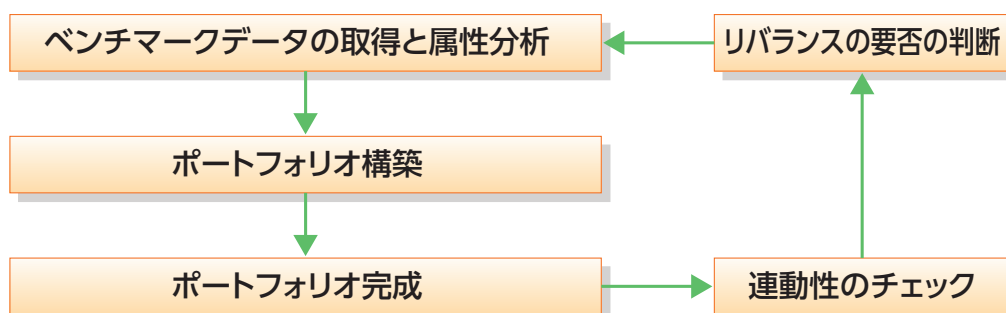 ベンチマークデータの取得と属性分析
リバランスの要否の判断
ポートフォリオ構築
ポートフォリオ完成
連動性のチェック